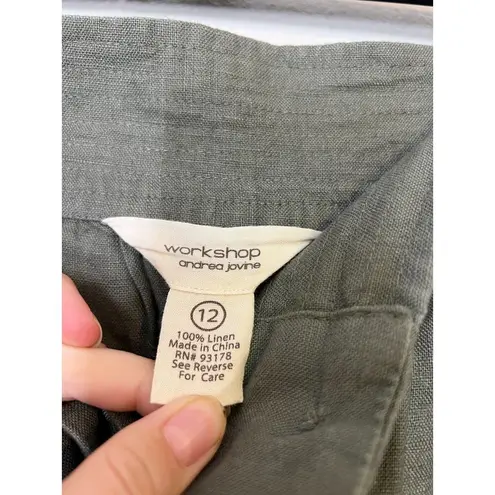 workshop
andrea jovine
12
100% Linen
Made in China
RN# 93178
See Reverse
For Care